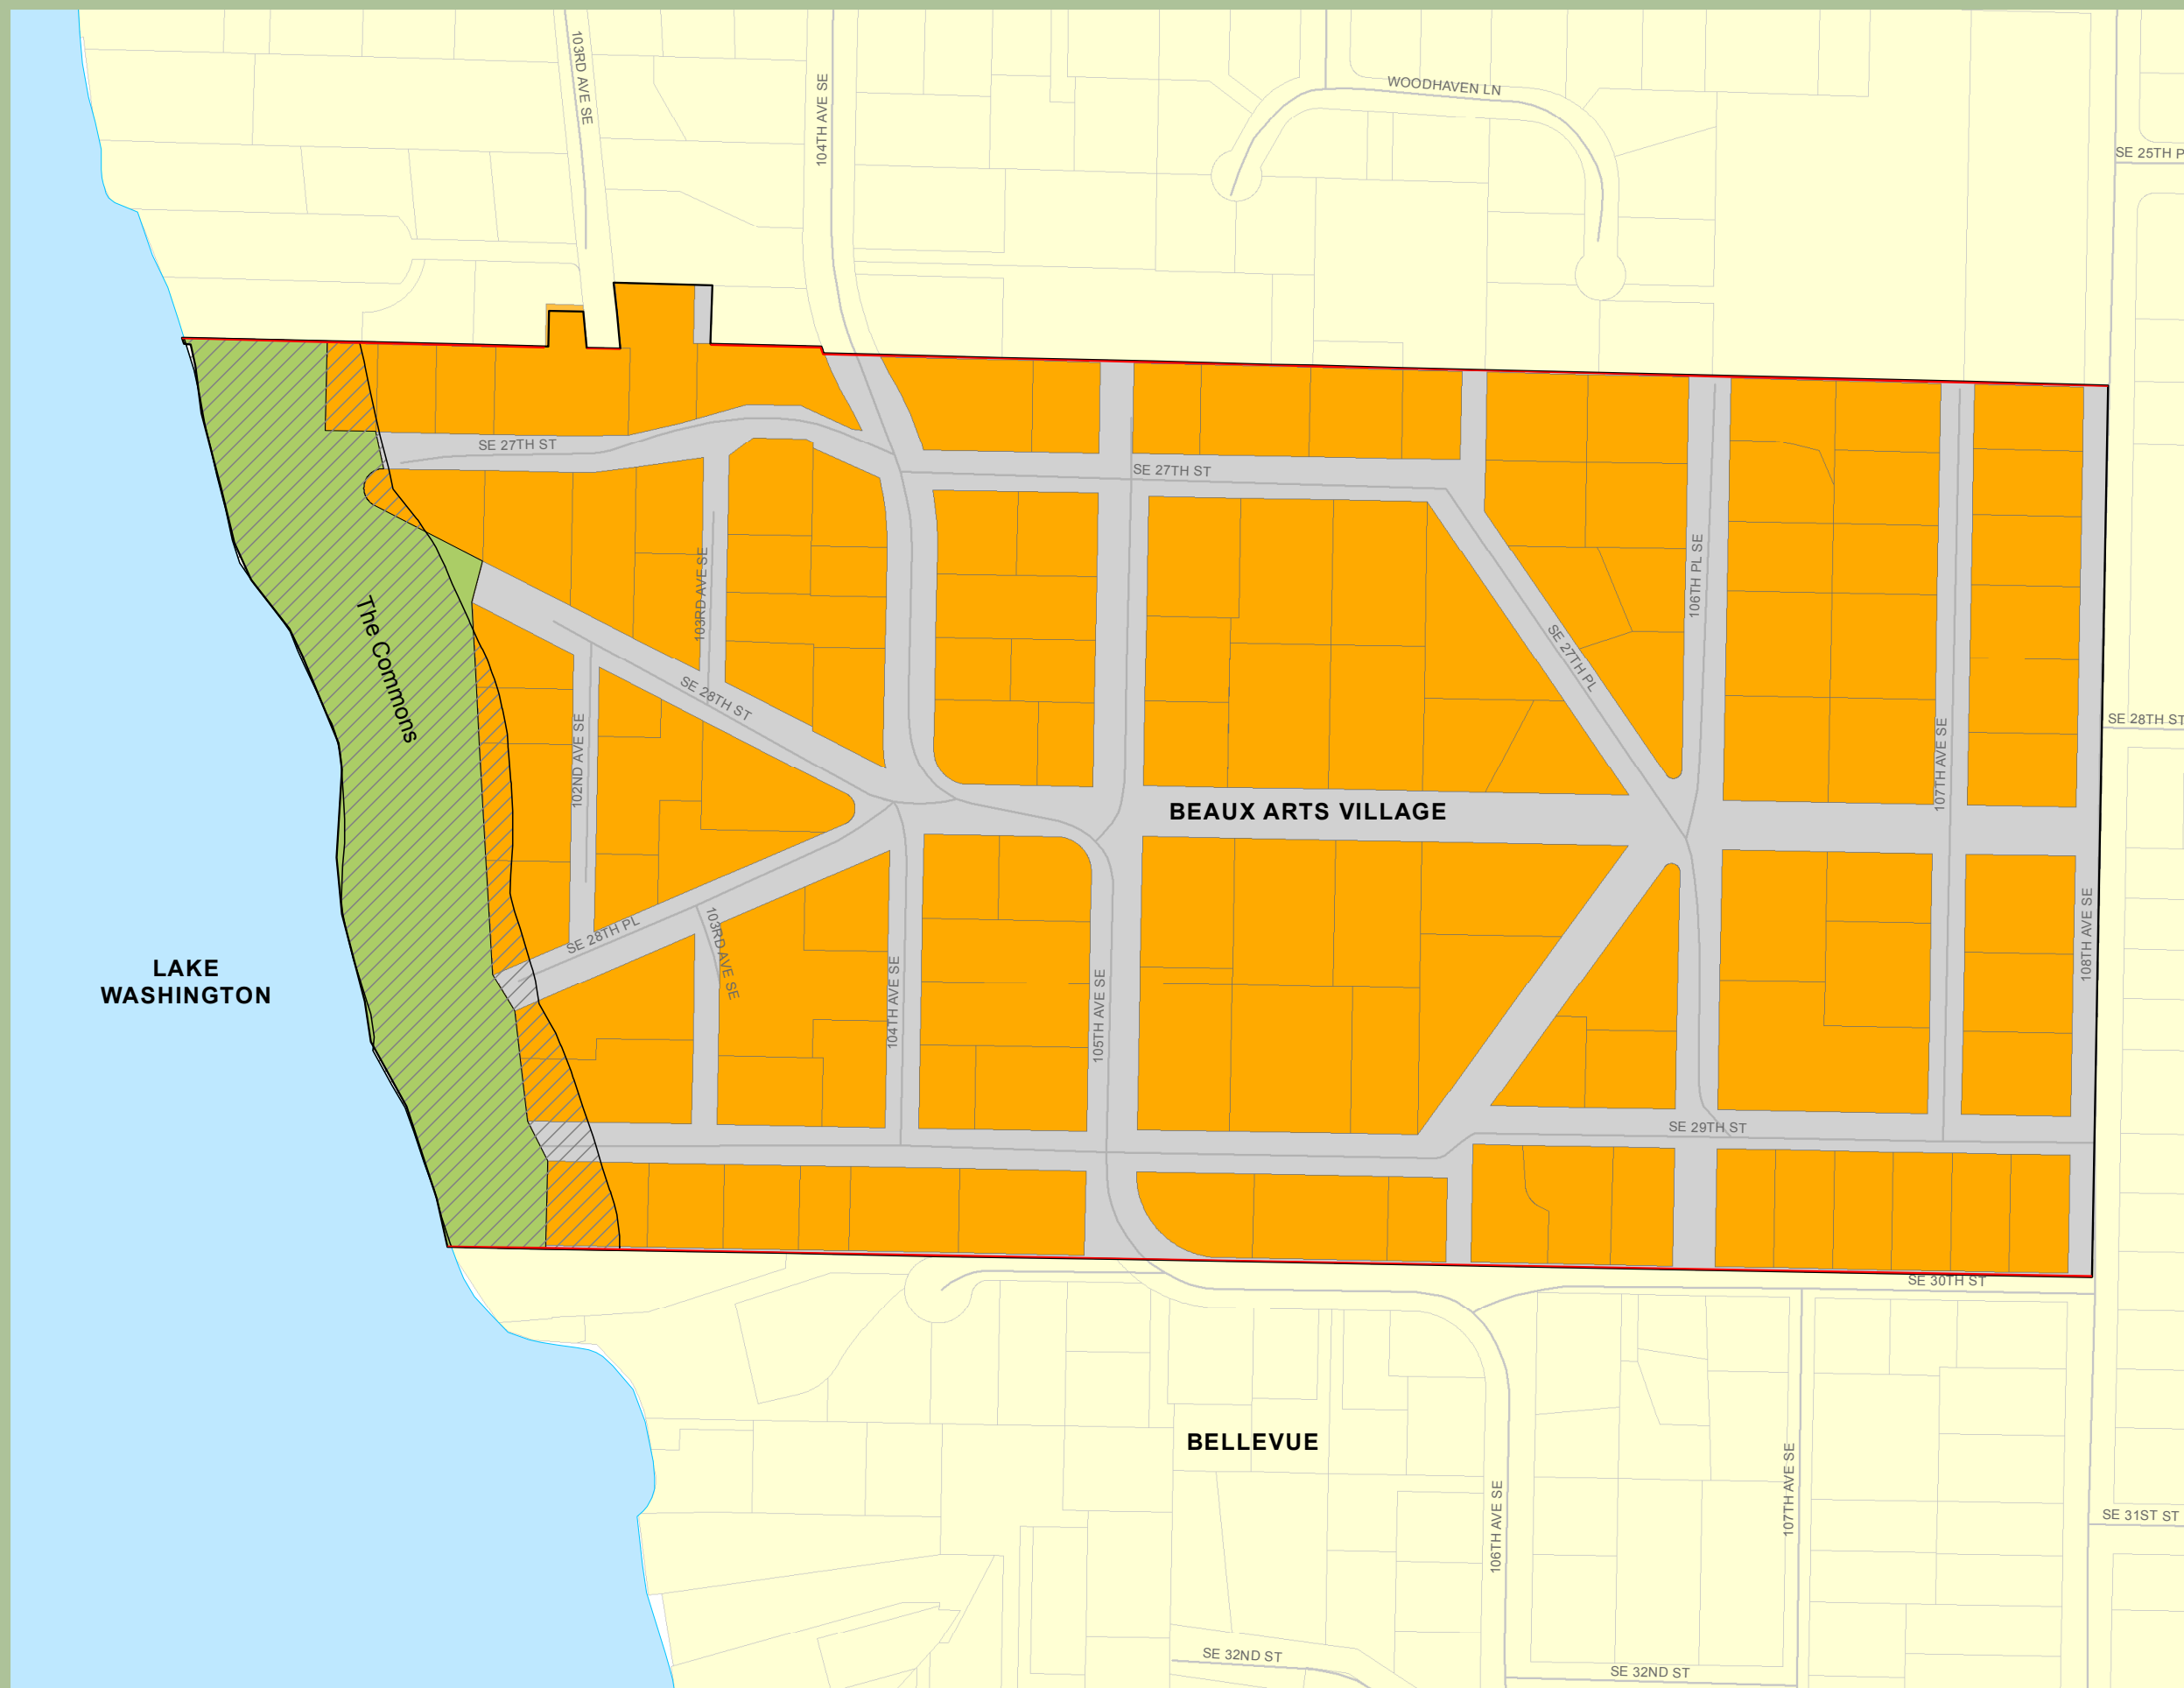 103RD AVE SE
104TH AVE SE
WOODHAVEN LN
SE 25TH P
SE 27TH ST
SE 27TH ST
The Commons
103RD AVE SE
SE 28TH ST
102ND AVE SE
SE 27TH PL
106TH PL SE
107TH AVE SE
SE 28TH ST
BEAUX ARTS VILLAGE
SE 28TH PL
103RD AVE SE
104TH AVE SE
105TH AVE SE
108TH AVE SE
LAKE
WASHINGTON
SE 29TH ST
SE 30TH ST
BELLEVUE
106TH AVE SE
107TH AVE SE
SE 31ST ST
SE 32ND ST
SE 32ND ST